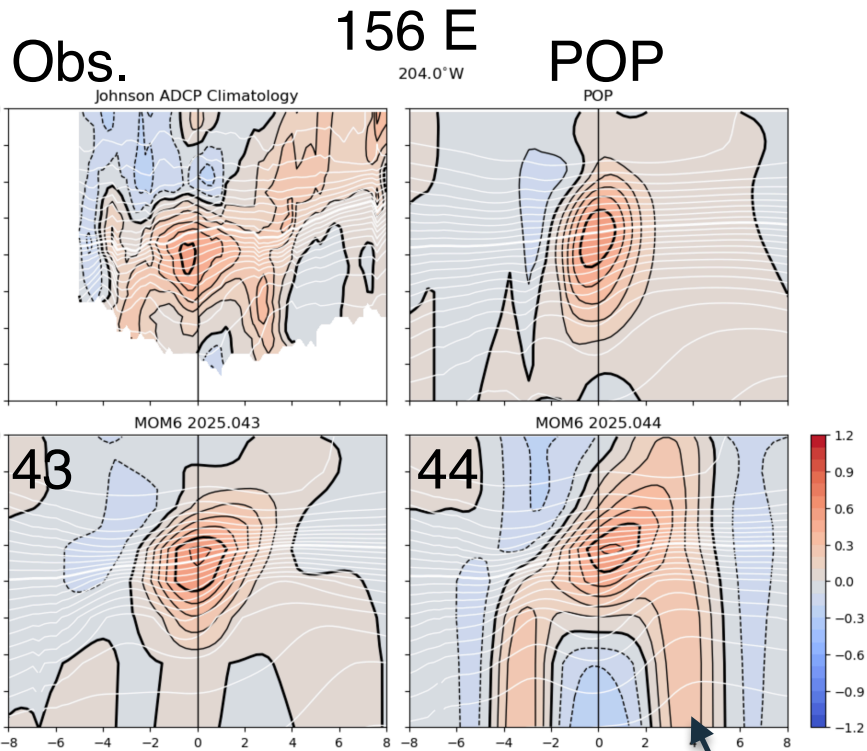 156 E
Obs.
POP
204.0°W
Johnson ADCP Climatology
POP
MOM6 2025.043
MOM6 2025.044
43
44
1.2
0.9
0.6
0.3
0.0
−0.3
−0.6
−0.9
−1.2
−8 −6 −4 −2 0 2 4 6 8
−8 −6 −4 −2 0 2 6 8